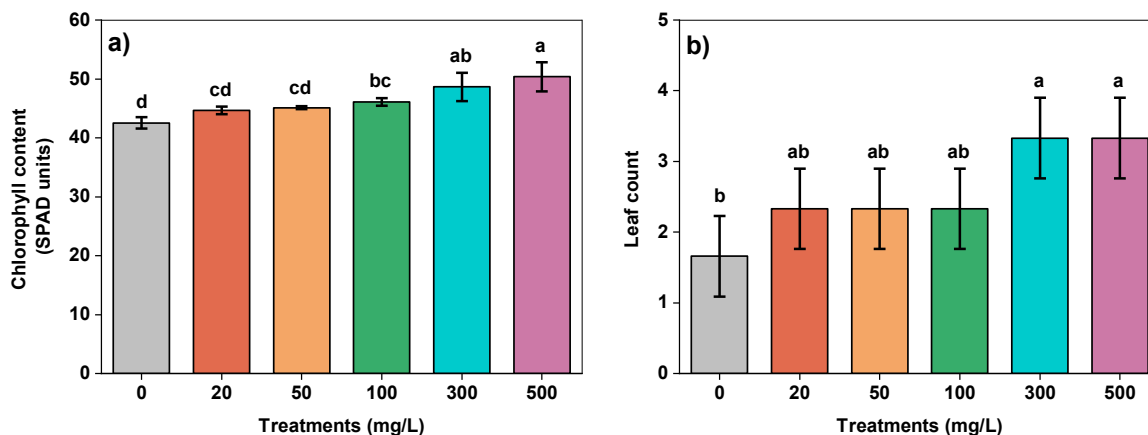 a)
Chlorophyll content
(SPAD units)
60
50
40
30
20
10
0
d
cd
cd
bc
ab
a
0
20
50
100
300
500
Treatments (mg/L)
b)
Leaf count
5
4
3
2
1
0
b
ab
ab
ab
a
a
0
20
50
100
300
500
Treatments (mg/L)